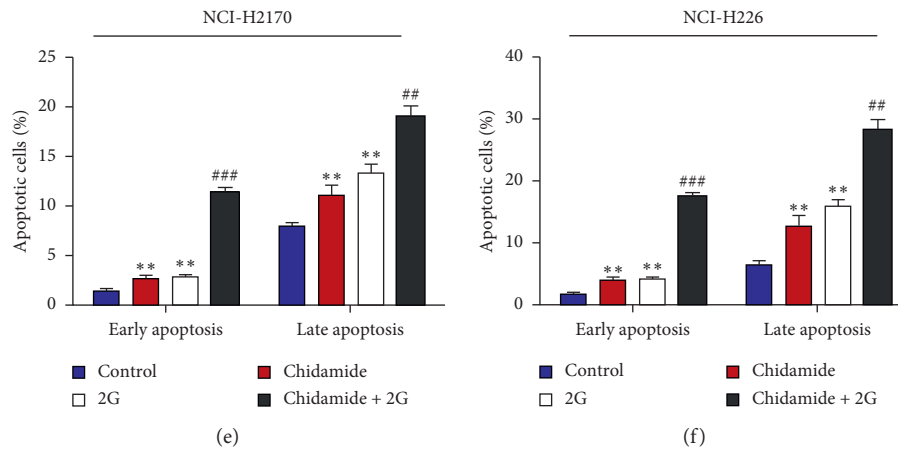 NCI-H2170
Apoptotic cells (%)
25
20
15
10
5
0
**
**
###
**
**
##
Early apoptosis
Late apoptosis
Control
Chidamide
2G
Chidamide + 2G
(e)
NCI-H226
Apoptotic cells (%)
40
30
20
10
0
**
**
###
**
**
##
Early apoptosis
Late apoptosis
Control
Chidamide
2G
Chidamide + 2G
(f)